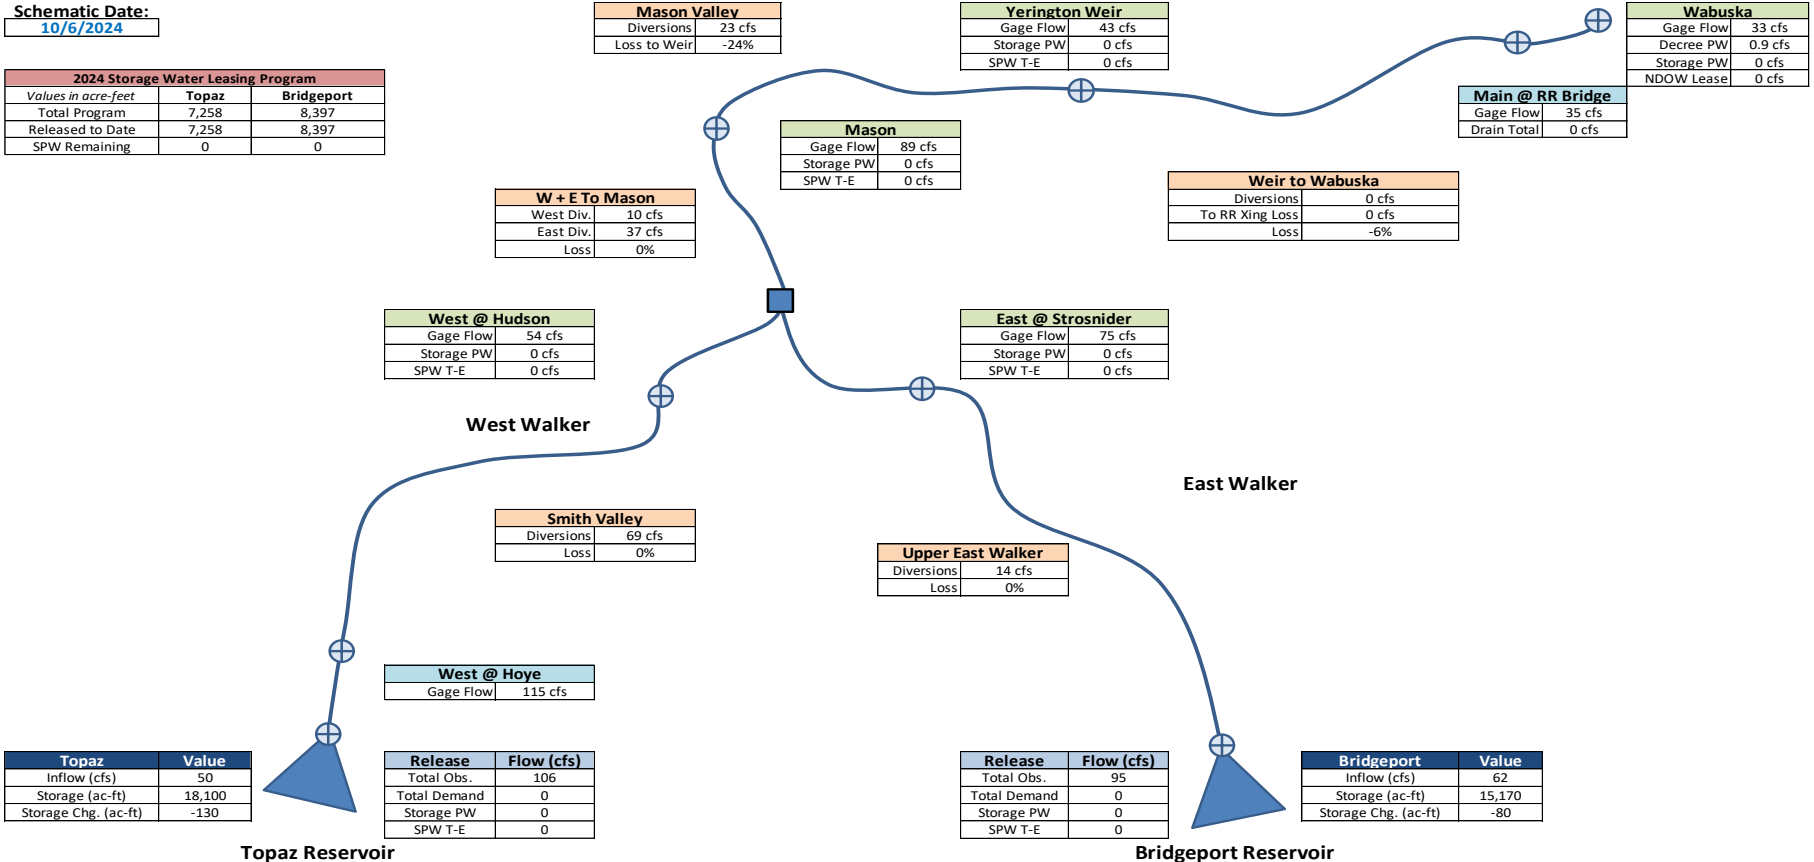 Schematic Date:
10/6/2024
2024 Storage Water Leasing Program
Values in acre-feet Topaz Bridgeport
Total Program 7,258 8,397
Released to Date 7,258 8,397
SPW Remaining 0 0
Mason Valley
Diversions 23 cfs
Loss to Weir -24%
Yerington Weir
Gage Flow 43 cfs
Storage PW 0 cfs
SPW T-E 0 cfs
Wabuska
Gage Flow 33 cfs
Decree PW 0.9 cfs
Storage PW 0 cfs
NDOW Lease 0 cfs
Main @ RR Bridge
Gage Flow 35 cfs
Drain Total 0 cfs
Mason
Gage Flow 89 cfs
Storage PW 0 cfs
SPW T-E 0 cfs
Weir to Wabuska
Diversions 0 cfs
To RR Xing Loss 0 cfs
Loss -6%
W + E To Mason
West Div. 10 cfs
East Div. 37 cfs
Loss 0%
West @ Hudson
Gage Flow 54 cfs
Storage PW 0 cfs
SPW T-E 0 cfs
East @ Strosnider
Gage Flow 75 cfs
Storage PW 0 cfs
SPW T-E 0 cfs
West Walker
East Walker
Smith Valley
Diversions 69 cfs
Loss 0%
Upper East Walker
Diversions 14 cfs
Loss 0%
West @ Hoye
Gage Flow 115 cfs
Topaz Value
Inflow (cfs) 50
Storage (ac-ft) 18,100
Storage Chg. (ac-ft) -130
Release Flow (cfs)
Total Obs. 106
Total Demand 0
Storage PW 0
SPW T-E 0
Topaz Reservoir
Release Flow (cfs)
Total Obs. 95
Total Demand 0
Storage PW 0
SPW T-E 0
Bridgeport Value
Inflow (cfs) 62
Storage (ac-ft) 15,170
Storage Chg. (ac-ft) -80
Bridgeport Reservoir